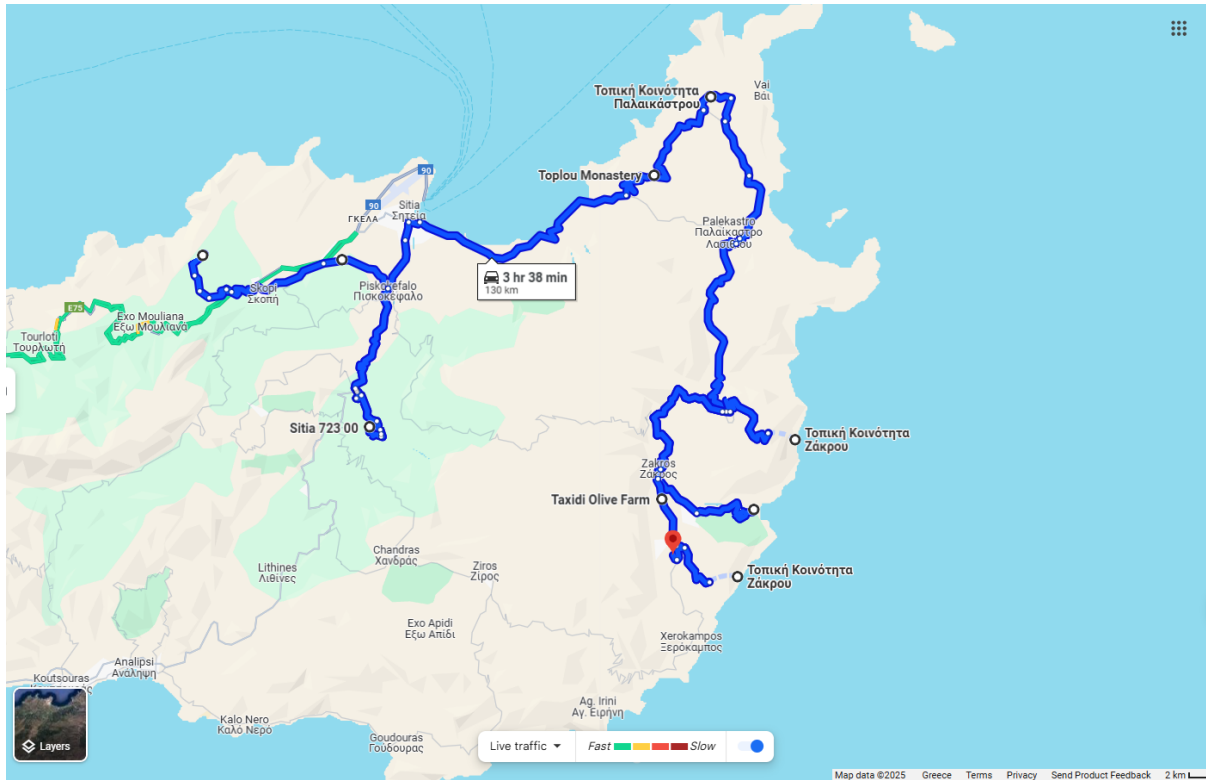 Τοπική Κοινότητα
Παλαικάστρου
Vai
Βάι
90
Toplou Monastery
90
Sitia
Σητεία
ΓΚΕΛΑ
Palekastro
Παλαίκαστρο
Λασιθίου
3 hr 38 min
130 km
Piskokefalo
Πισκοκέφαλο
Skopi
Σκοπή
E75
Exo Mouliana
Έξω Μουλιανά
Tourloti
Τουρλωτή
Sitia 723 00
Τοπική Κοινότητα
Ζάκρου
Zakros
Ζάκρος
Taxidi Olive Farm
Chandras
Χανδράς
Lithines
Λιθίνες
Ziros
Ζίρος
Τοπική Κοινότητα
Ζάκρου
Exo Apidi
Έξω Απίδι
Xerokampos
Ξερόκαμπος
Analipsi
Ανάληψη
Koutsouras
Ag. Irini
Αγ. Ειρήνη
Kalo Nero
Καλό Νερό
Goudouras
Γούδουρας
Layers
Live traffic
Fast
Slow
Map data ©2025
Greece
Terms
Privacy
Send Product Feedback
2 km